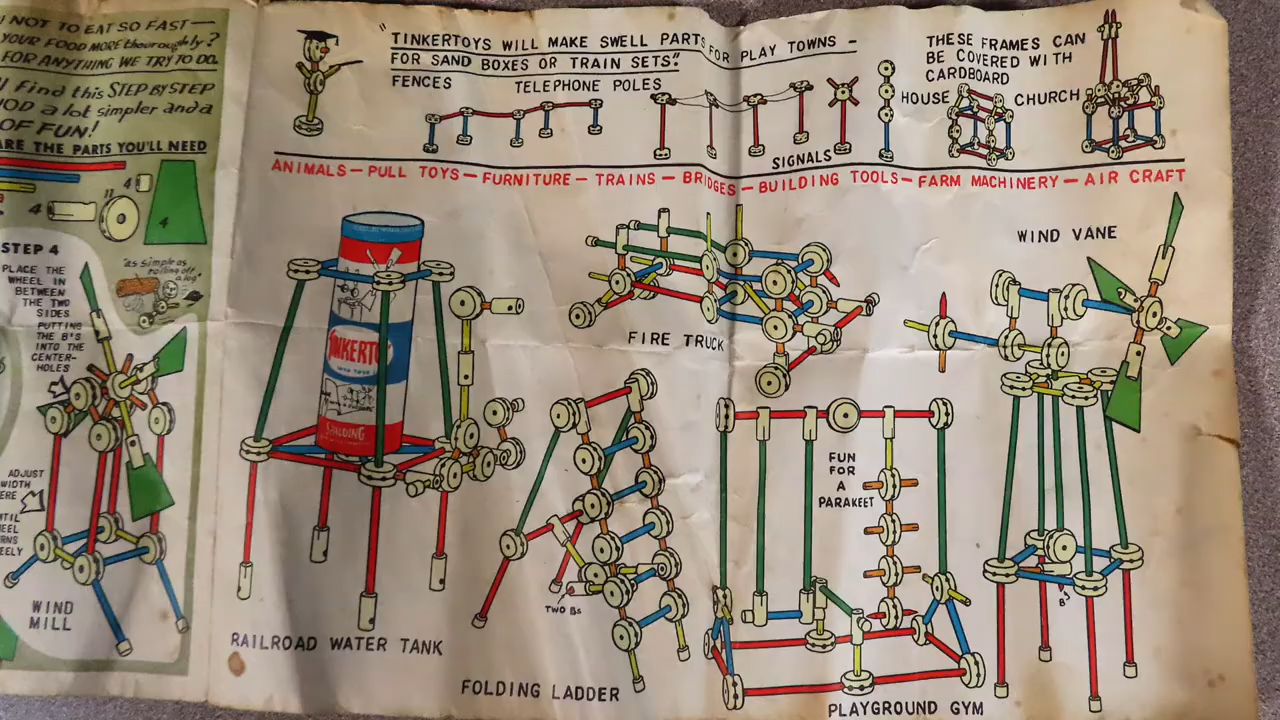 NOT TO EAT SO FAST—
YOUR FOOD MORE thouroughly?
FOR ANYTHING WE TRY TO DO.
find this STEP BY STEP
a lot simpler and a
OF FUN!
ARE THE PARTS YOU'LL NEED
4
11
4
4
STEP 4
PLACE THE
WHEEL IN
BETWEEN
THE TWO
SIDES
PUTTING
THE B'S
INTO THE
CENTER-
HOLES
"as simple as
rolling off
a log"
ADJUST
WIDTH
WIND
MILL
"TINKERTOYS WILL MAKE SWELL PARTS FOR PLAY TOWNS —
FOR SAND BOXES OR TRAIN SETS"
FENCES
TELEPHONE POLES
SIGNALS
THESE FRAMES CAN
BE COVERED WITH
CARDBOARD
HOUSE
CHURCH
ANIMALS — PULL TOYS — FURNITURE — TRAINS — BRIDGES — BUILDING TOOLS — FARM MACHINERY — AIR CRAFT
TINKERTO
SPALDING
RAILROAD WATER TANK
FIRE TRUCK
WIND VANE
TWO Bs
FOLDING LADDER
FUN
FOR
A
PARAKEET
PLAYGROUND GYM
B's